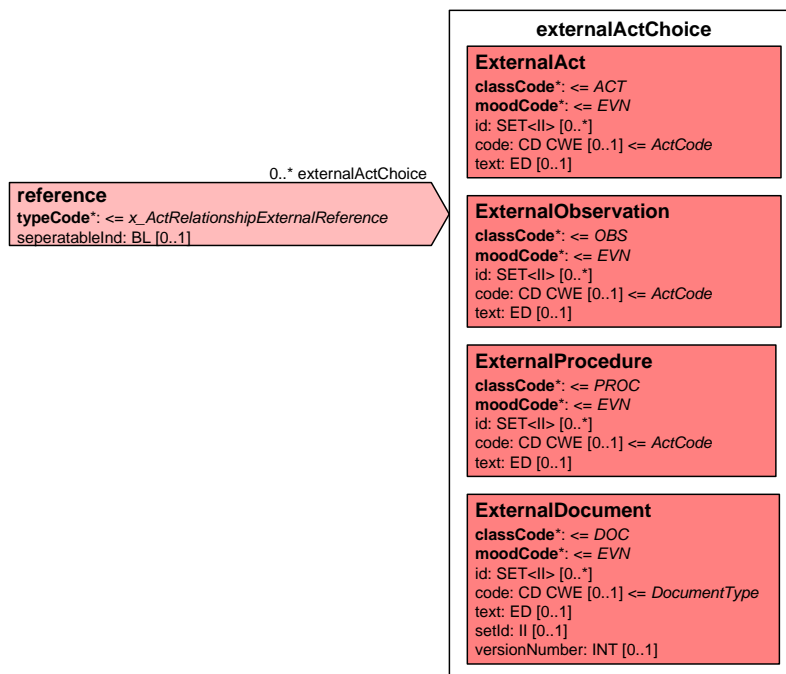 externalActChoice
ExternalAct
classCode*: <= ACT
moodCode*: <= EVN
id: SET<II> [0..*]
code: CD CWE [0..1] <= ActCode
text: ED [0..1]
0..* externalActChoice
reference
typeCode*: <= x_ActRelationshipExternalReference
seperatableInd: BL [0..1]
ExternalObservation
classCode*: <= OBS
moodCode*: <= EVN
id: SET<II> [0..*]
code: CD CWE [0..1] <= ActCode
text: ED [0..1]
ExternalProcedure
classCode*: <= PROC
moodCode*: <= EVN
id: SET<II> [0..*]
code: CD CWE [0..1] <= ActCode
text: ED [0..1]
ExternalDocument
classCode*: <= DOC
moodCode*: <= EVN
id: SET<II> [0..*]
code: CD CWE [0..1] <= DocumentType
text: ED [0..1]
setId: II [0..1]
versionNumber: INT [0..1]